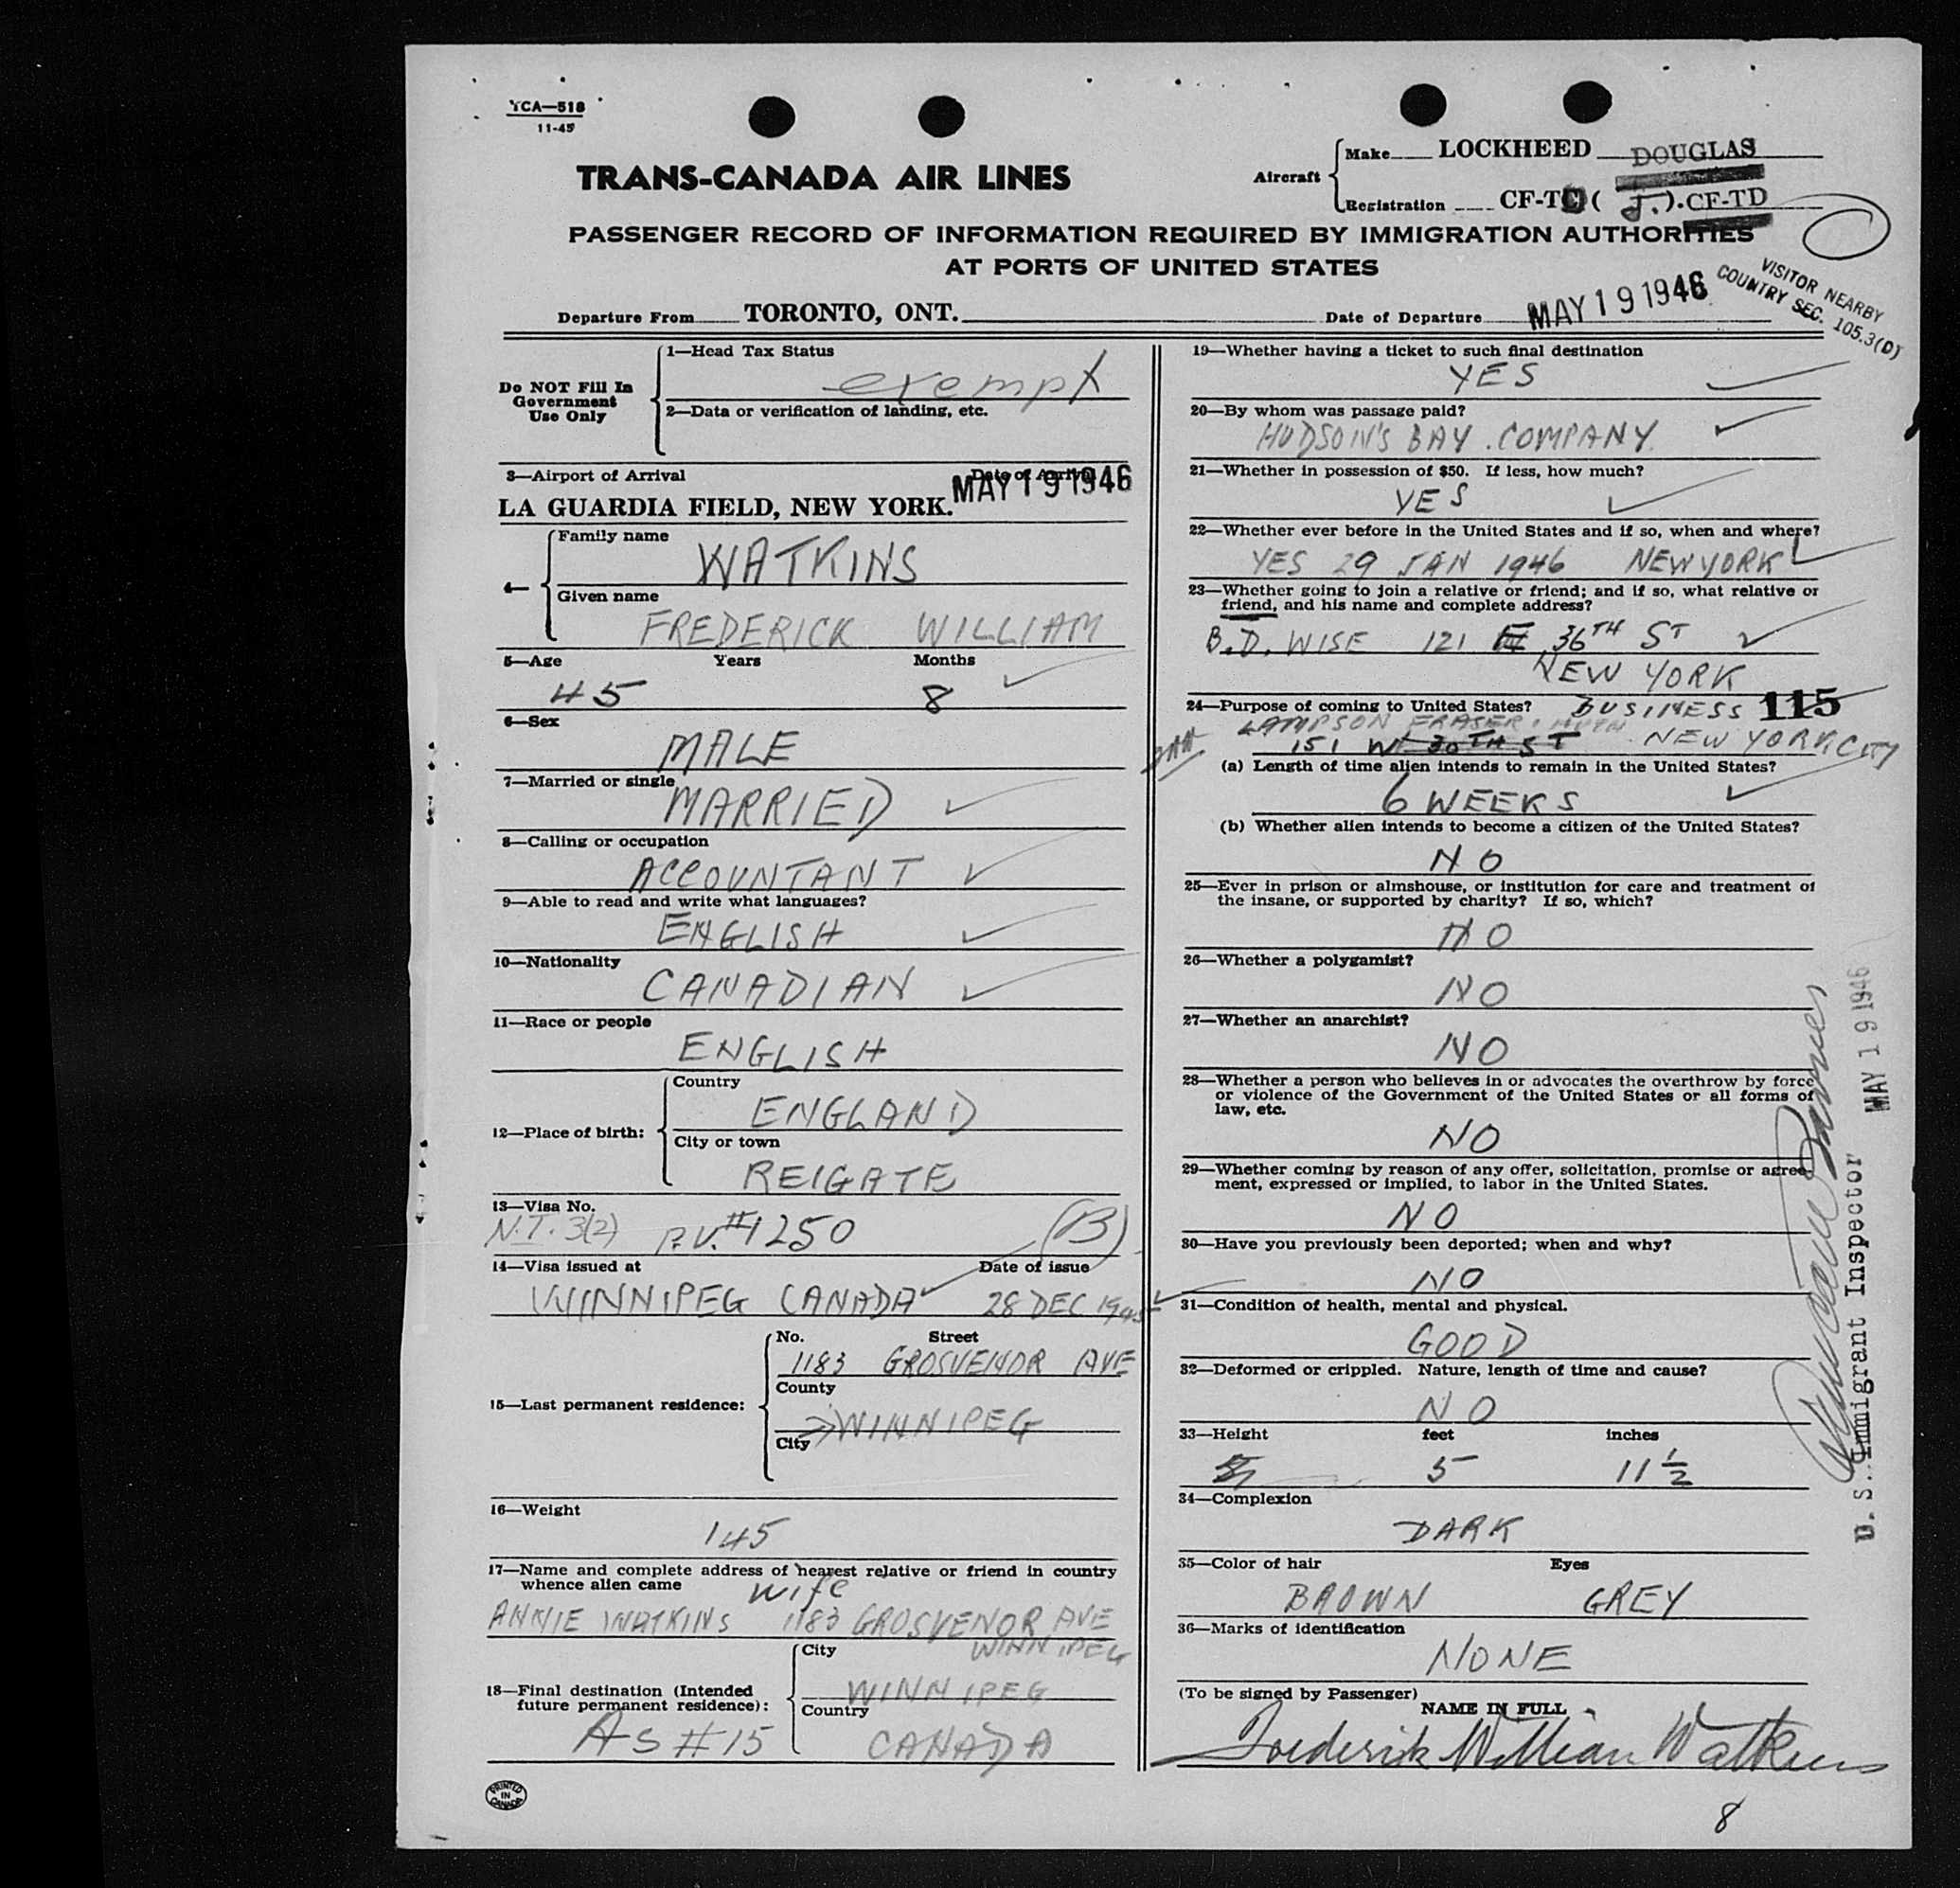 TCA—518
11-45
TRANS-CANADA AIR LINES
Aircraft
Make LOCKHEED DOUGLAS
Registration CF-TC ( J. ). CF-TD
PASSENGER RECORD OF INFORMATION REQUIRED BY IMMIGRATION AUTHORITIES
AT PORTS OF UNITED STATES
VISITOR NEARBY
COUNTRY SEC. 105.3(D)
Departure From TORONTO, ONT. Date of Departure MAY 19 1946
Do NOT Fill In
Government
Use Only
1—Head Tax Status
exempt
2—Data or verification of landing, etc.
3—Airport of Arrival Date of Arrival
LA GUARDIA FIELD, NEW YORK. MAY 19 1946
4—
Family name
WATKINS
Given name
FREDERICK WILLIAM
5—Age Years Months
45 8
6—Sex
MALE
7—Married or single
MARRIED
8—Calling or occupation
ACCOUNTANT
9—Able to read and write what languages?
ENGLISH
10—Nationality
CANADIAN
11—Race or people
ENGLISH
12—Place of birth:
Country
ENGLAND
City or town
REIGATE
13—Visa No.
N.T. 3(2) P.V. #1250 (B)
14—Visa issued at Date of issue
WINNIPEG CANADA 28 DEC 1945
15—Last permanent residence:
No. Street
1183 GROSVENOR AVE
County
WINNIPEG
City
16—Weight
145
17—Name and complete address of nearest relative or friend in country
whence alien came
wife
ANNIE WATKINS 1183 GROSVENOR AVE
WINNIPEG
18—Final destination (Intended
future permanent residence):
As #15
City
WINNIPEG
Country
CANADA
PRINTED
IN
CANADA
19—Whether having a ticket to such final destination
YES
20—By whom was passage paid?
HUDSON'S BAY COMPANY.
21—Whether in possession of $50. If less, how much?
YES
22—Whether ever before in the United States and if so, when and where?
YES 29 JAN 1946 NEW YORK
23—Whether going to join a relative or friend; and if so, what relative or
friend, and his name and complete address?
B.D. WISE 121 E 36TH ST
NEW YORK
24—Purpose of coming to United States? BUSINESS 115
LAMPSON FRASER & HUTH
151 W 30TH ST NEW YORK CITY
(a) Length of time alien intends to remain in the United States?
6 WEEKS
(b) Whether alien intends to become a citizen of the United States?
NO
25—Ever in prison or almshouse, or institution for care and treatment of
the insane, or supported by charity? If so, which?
NO
26—Whether a polygamist?
NO
27—Whether an anarchist?
NO
28—Whether a person who believes in or advocates the overthrow by force
or violence of the Government of the United States or all forms of
law, etc.
NO
29—Whether coming by reason of any offer, solicitation, promise or agree-
ment, expressed or implied, to labor in the United States.
NO
30—Have you previously been deported; when and why?
NO
31—Condition of health, mental and physical.
GOOD
32—Deformed or crippled. Nature, length of time and cause?
NO
33—Height feet inches
5 11 1/2
34—Complexion
DARK
35—Color of hair Eyes
BROWN GREY
36—Marks of identification
NONE
(To be signed by Passenger)
NAME IN FULL
Frederick William Watkins
8
U. S. Immigrant Inspector MAY 19 1946